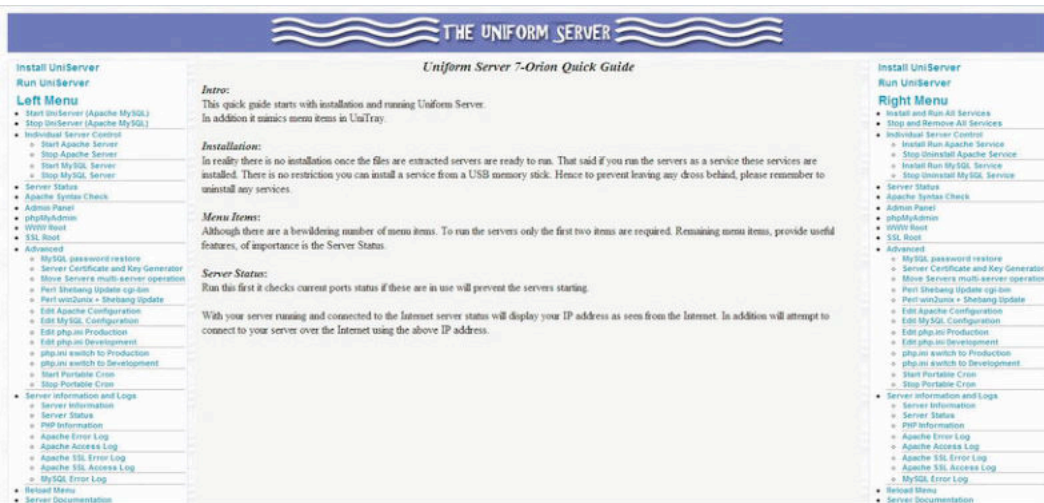 THE UNIFORM SERVER
Install UniServer
Run UniServer
Left Menu
Start UniServer (Apache MySQL)
Stop UniServer (Apache MySQL)
Individual Server Control
Start Apache Server
Stop Apache Server
Start MySQL Server
Stop MySQL Server
Server Status
Apache Syntax Check
Admin Panel
phpMyAdmin
WWW Root
SSL Root
Advanced
MySQL password restore
Server Certificate and Key Generator
Move Servers multi-server operation
Perl Shebang Update cgi-bin
Perl win2unix + Shebang Update
Edit Apache Configuration
Edit MySQL Configuration
Edit php.ini Production
Edit php.ini Development
php.ini switch to Production
php.ini switch to Development
Start Portable Cron
Stop Portable Cron
Server information and Logs
Server Information
Server Status
PHP Information
Apache Error Log
Apache Access Log
Apache SSL Error Log
Apache SSL Access Log
MySQL Error Log
Reload Menu
Server Documentation
Uniform Server 7-Orion Quick Guide
Intro:
This quick guide starts with installation and running Uniform Server.
In addition it mimics menu items in UniTray.
Installation:
In reality there is no installation once the files are extracted servers are ready to run. That said if you run the servers as a service these services are
installed. There is no restriction you can install a service from a USB memory stick. Hence to prevent leaving any dross behind, please remember to
uninstall any services.
Menu Items:
Although there are a bewildering number of menu items. To run the servers only the first two items are required. Remaining menu items, provide useful
features, of importance is the Server Status.
Server Status:
Run this first it checks current ports status if these are in use will prevent the servers starting.
With your server running and connected to the Internet server status will display your IP address as seen from the Internet. In addition will attempt to
connect to your server over the Internet using the above IP address.
Install UniServer
Run UniServer
Right Menu
Install and Run All Services
Stop and Remove All Services
Individual Server Control
Install Run Apache Service
Stop Uninstall Apache Service
Install Run MySQL Service
Stop Uninstall MySQL Service
Server Status
Apache Syntax Check
Admin Panel
phpMyAdmin
WWW Root
SSL Root
Advanced
MySQL password restore
Server Certificate and Key Generator
Move Servers multi-server operation
Perl Shebang Update cgi-bin
Perl win2unix + Shebang Update
Edit Apache Configuration
Edit MySQL Configuration
Edit php.ini Production
Edit php.ini Development
php.ini switch to Production
php.ini switch to Development
Start Portable Cron
Stop Portable Cron
Server information and Logs
Server Information
Server Status
PHP Information
Apache Error Log
Apache Access Log
Apache SSL Error Log
Apache SSL Access Log
MySQL Error Log
Reload Menu
Server Documentation